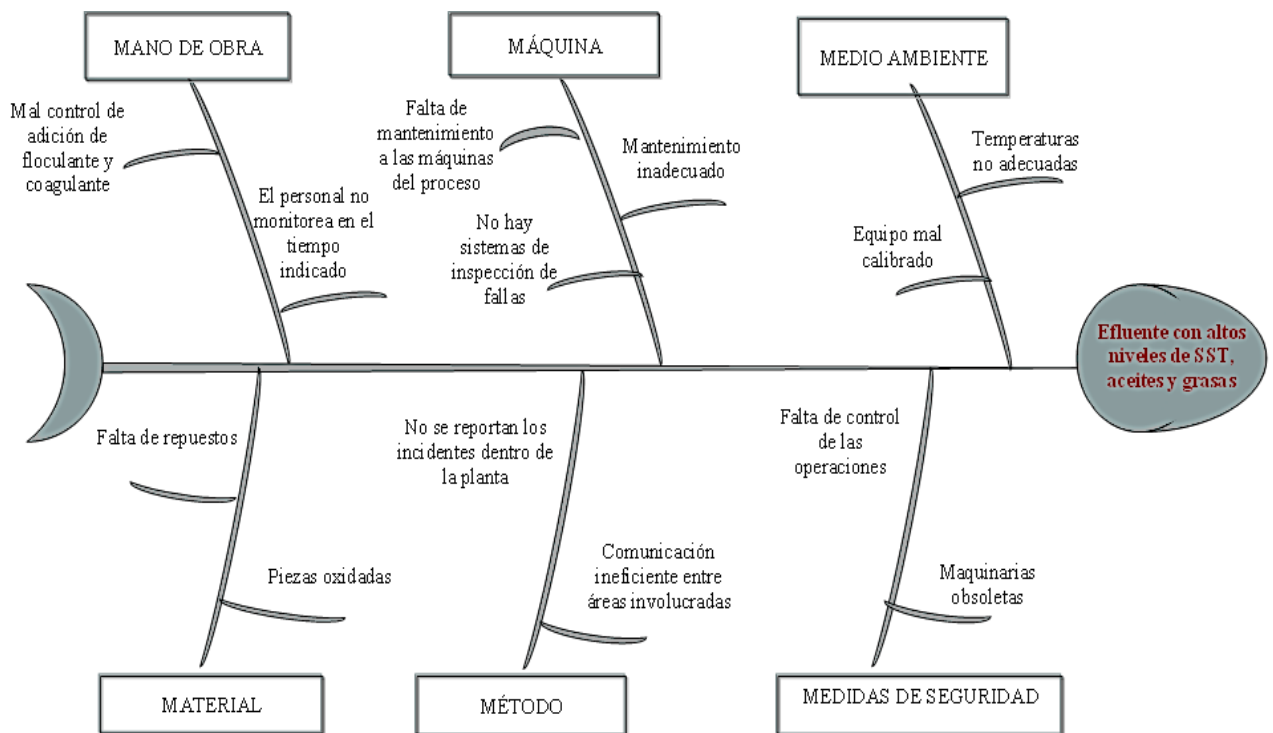 MANO DE OBRA
MÁQUINA
MEDIO AMBIENTE
Mal control de
adición de
floculante y
coagulante
El personal no
monitorea en el
tiempo
indicado
Falta de
mantenimiento
a las máquinas
del proceso
Mantenimiento
inadecuado
No hay
sistemas de
inspección de
fallas
Temperaturas
no adecuadas
Equipo mal
calibrado
Efluente con altos
niveles de SST,
aceites y grasas
Falta de repuestos
Piezas oxidadas
No se reportan los
incidentes dentro de
la planta
Comunicación
ineficiente entre
áreas involucradas
Falta de control
de las
operaciones
Maquinarias
obsoletas
MATERIAL
MÉTODO
MEDIDAS DE SEGURIDAD